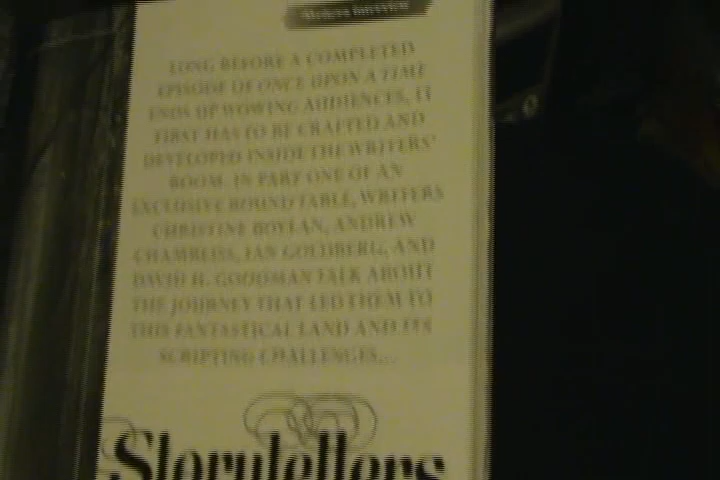 Writers Interview
LONG BEFORE A COMPLETED
EPISODE OF ONCE UPON A TIME
ENDS UP WOWING AUDIENCES, IT
FIRST HAS TO BE CRAFTED AND
DEVELOPED INSIDE THE WRITERS'
ROOM. IN PART ONE OF AN
EXCLUSIVE ROUND TABLE, WRITERS
CHRISTINE BOYLAN, ANDREW
CHAMBLISS, IAN GOLDBERG, AND
DAVID H. GOODMAN TALK ABOUT
THE JOURNEY THAT LED THEM TO
THIS FANTASTICAL LAND AND ITS
SCRIPTING CHALLENGES...
Storytellers